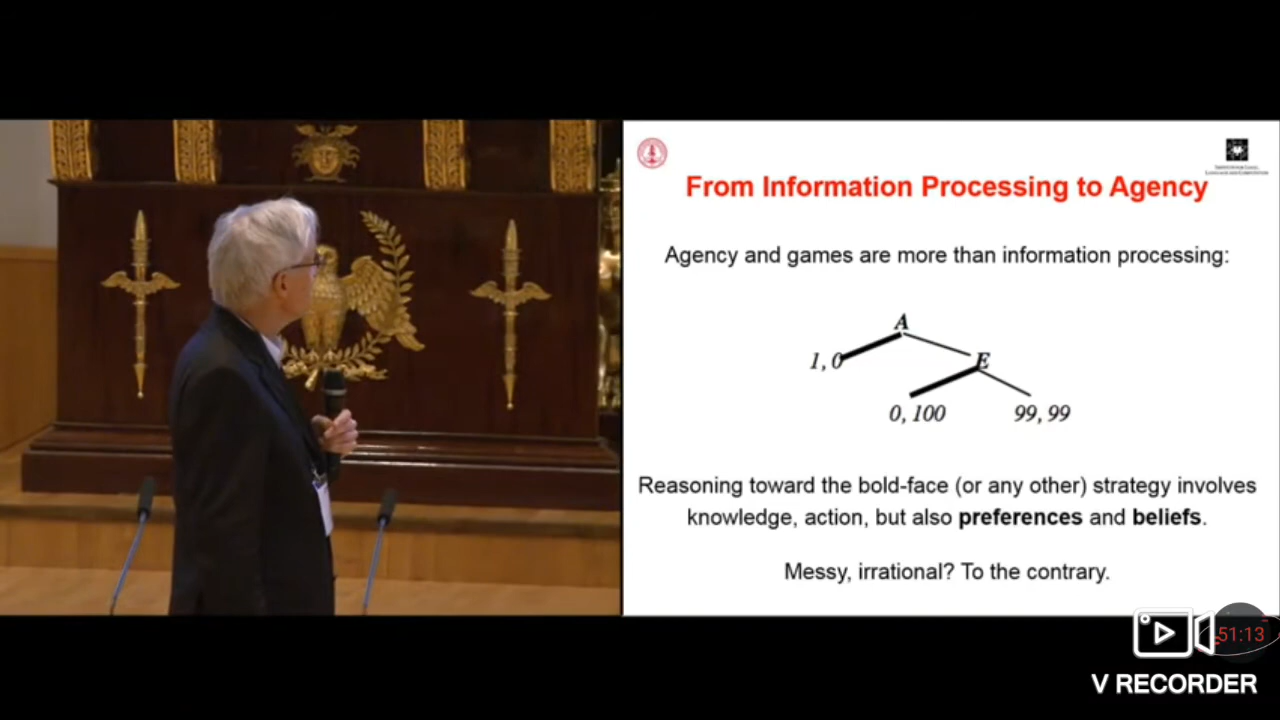 From Information Processing to Agency
Agency and games are more than information processing:
A
1, 0
E
0, 100
99, 99
Reasoning toward the bold-face (or any other) strategy involves
knowledge, action, but also preferences and beliefs.
Messy, irrational? To the contrary.
51:13
V RECORDER